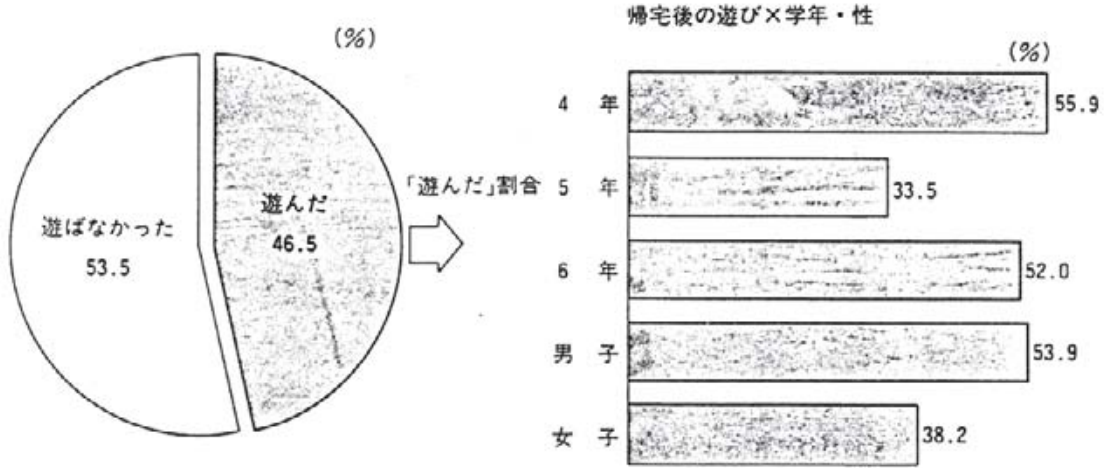 (%)
遊ばなかった
53.5
遊んだ
46.5
「遊んだ」割合
帰宅後の遊び×学年・性
(%)
4 年 55.9
5 年 33.5
6 年 52.0
男 子 53.9
女 子 38.2